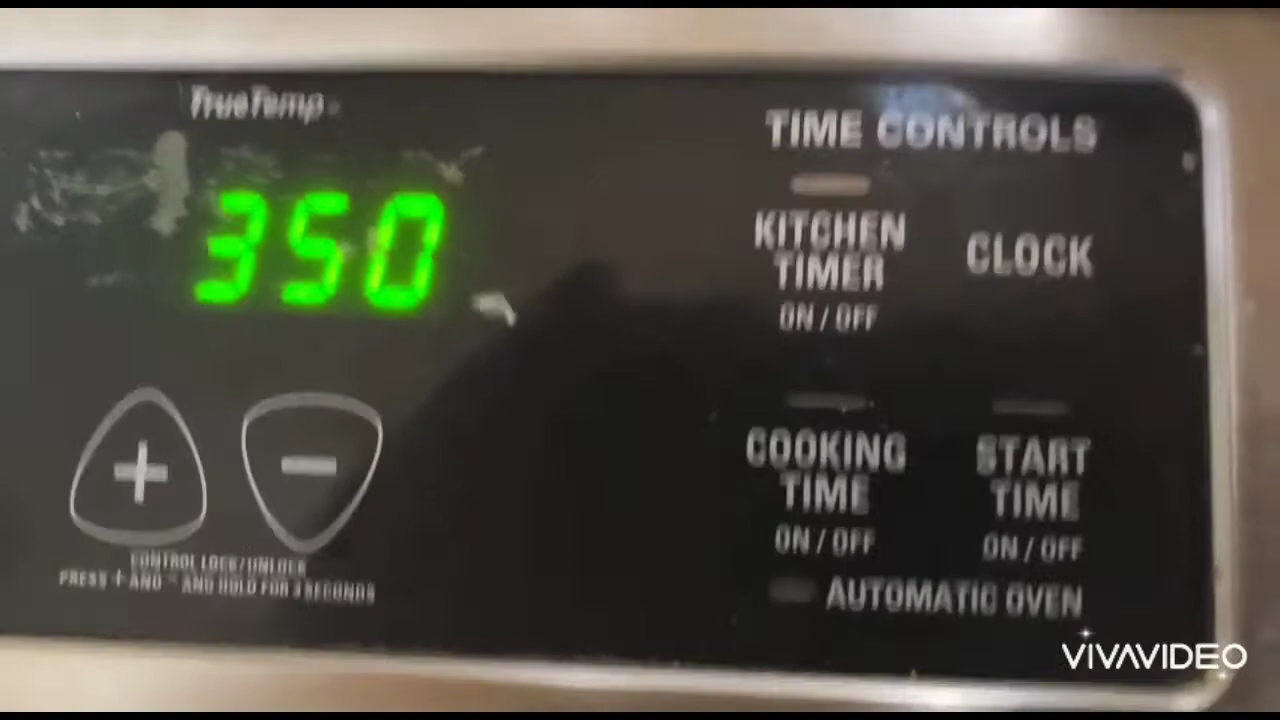 TrueTemp™
350
+ −
CONTROL LOCK/UNLOCK
PRESS + AND − AND HOLD FOR 3 SECONDS
TIME CONTROLS
KITCHEN
TIMER
ON / OFF
CLOCK
COOKING
TIME
ON / OFF
START
TIME
ON / OFF
AUTOMATIC OVEN
VIVAVIDEO